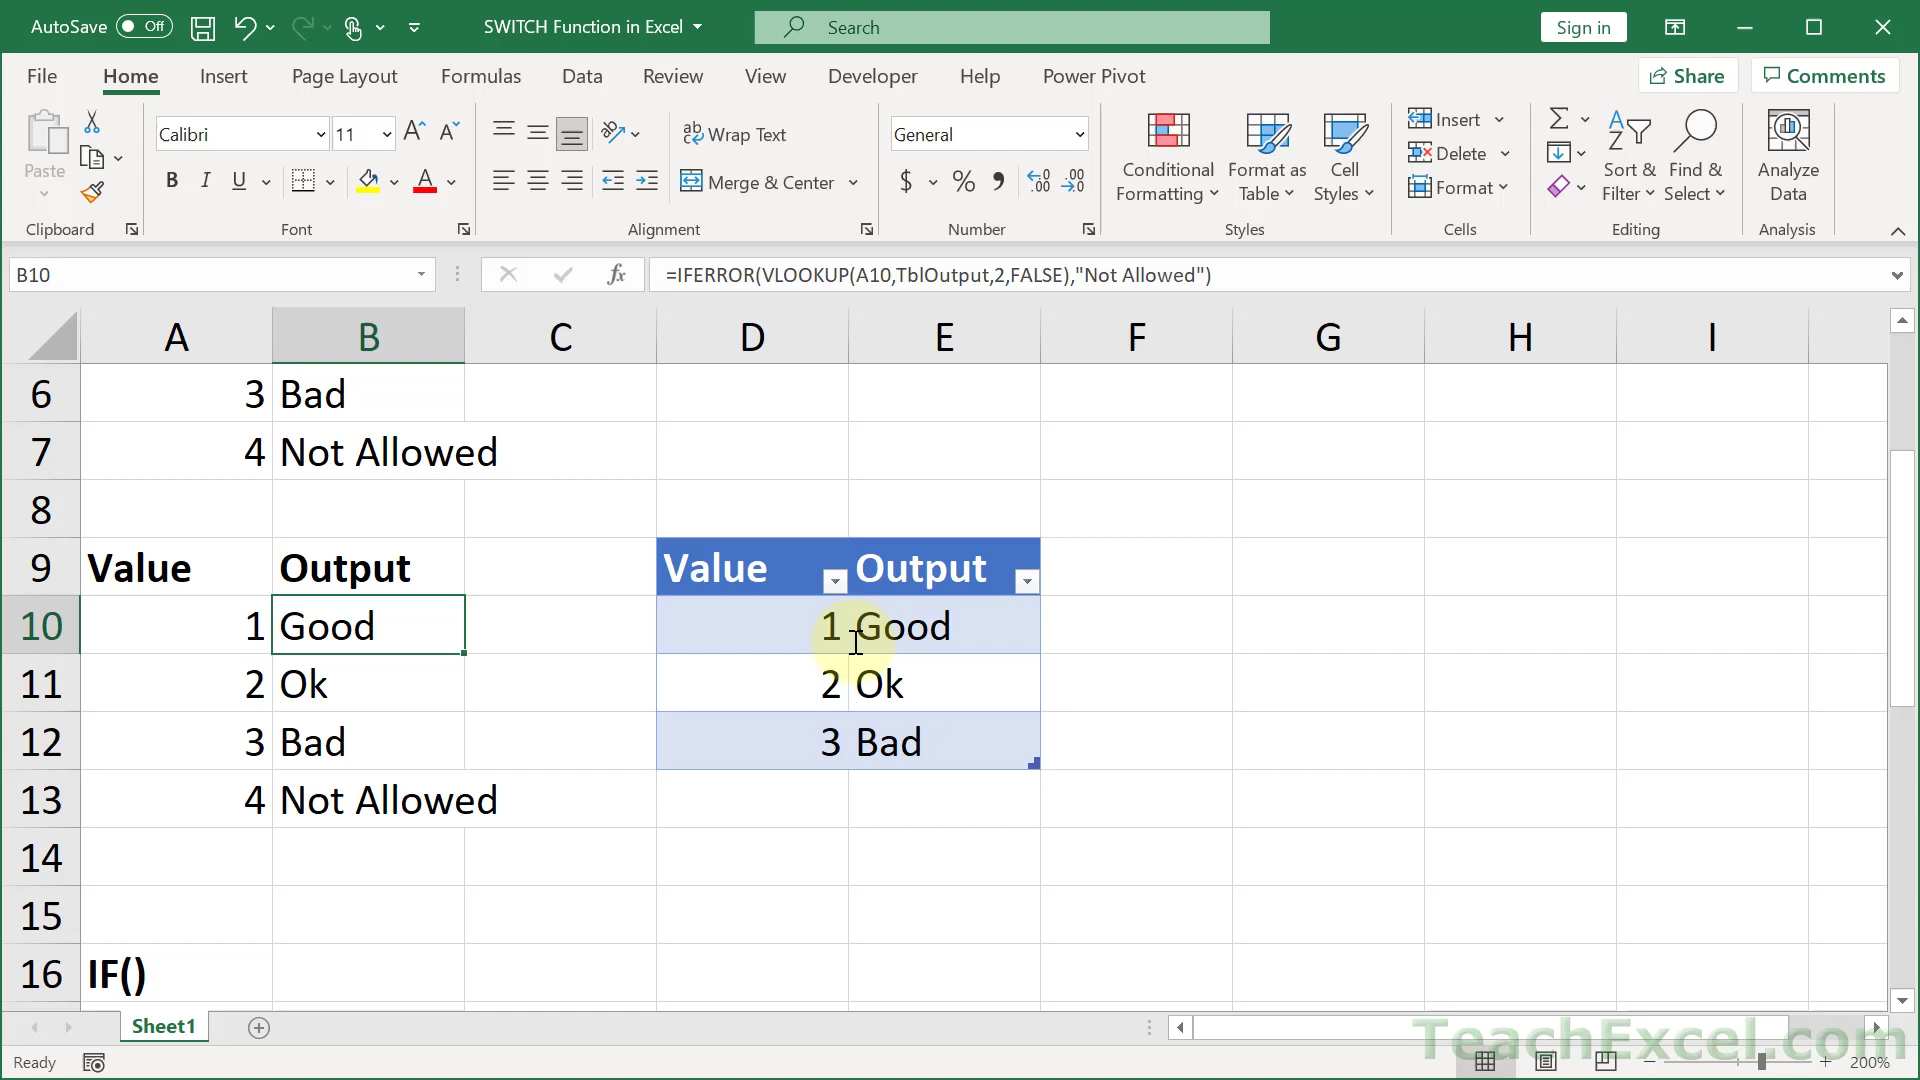 AutoSave Off SWITCH Function in Excel Search Sign in
File Home Insert Page Layout Formulas Data Review View Developer Help Power Pivot Share Comments
Paste Calibri 11 A A ab Wrap Text General Conditional Formatting Format as Table Cell Styles Insert Delete Format Sort & Filter Find & Select Analyze Data
B I U A Merge & Center $ % 9 .00 .00
Clipboard Font Alignment Number Styles Cells Editing Analysis
B10 fx =IFERROR(VLOOKUP(A10,TblOutput,2,FALSE),"Not Allowed")
A B C D E F G H I
6 3 Bad
7 4 Not Allowed
8
9 Value Output Value Output
10 1 Good 1 Good
11 2 Ok 2 Ok
12 3 Bad 3 Bad
13 4 Not Allowed
14
15
16 IF()
Sheet1
TeachExcel.com
Ready 200%